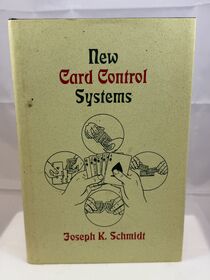 New
Card Control
Systems
Joseph K. Schmidt